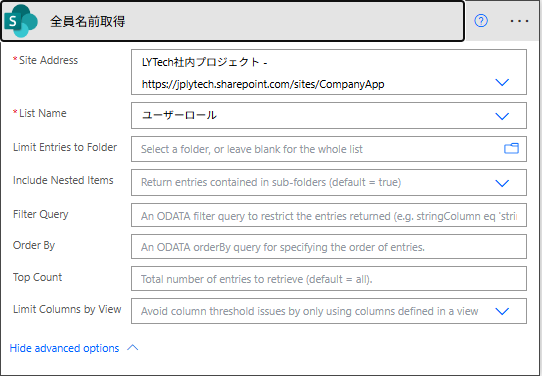 S 全員名前取得 ? ...
* Site Address LYTech社内プロジェクト -
https://jplytech.sharepoint.com/sites/CompanyApp
* List Name ユーザーロール
Limit Entries to Folder Select a folder, or leave blank for the whole list
Include Nested Items Return entries contained in sub-folders (default = true)
Filter Query An ODATA filter query to restrict the entries returned (e.g. stringColumn eq 'strin
Order By An ODATA orderBy query for specifying the order of entries.
Top Count Total number of entries to retrieve (default = all).
Limit Columns by View Avoid column threshold issues by only using columns defined in a view
Hide advanced options